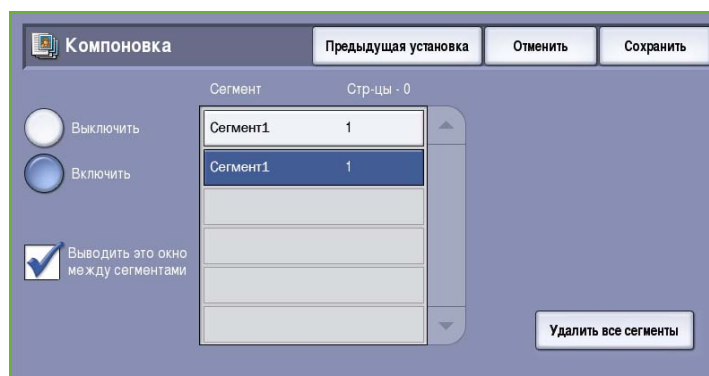 Компоновка
Предыдущая установка
Отменить
Сохранить
Сегмент Стр-цы - 0
Выключить
Сегмент1 1
Включить
Сегмент1 1
Выводить это окно
между сегментами
Удалить все сегменты